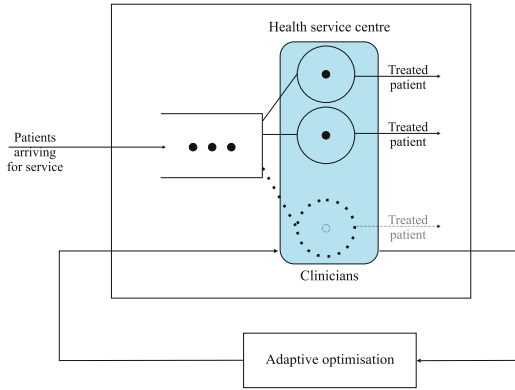 Health service centre
Treated
patient
Treated
patient
Patients
arriving
for service
Treated
patient
Clinicians
Adaptive optimisation